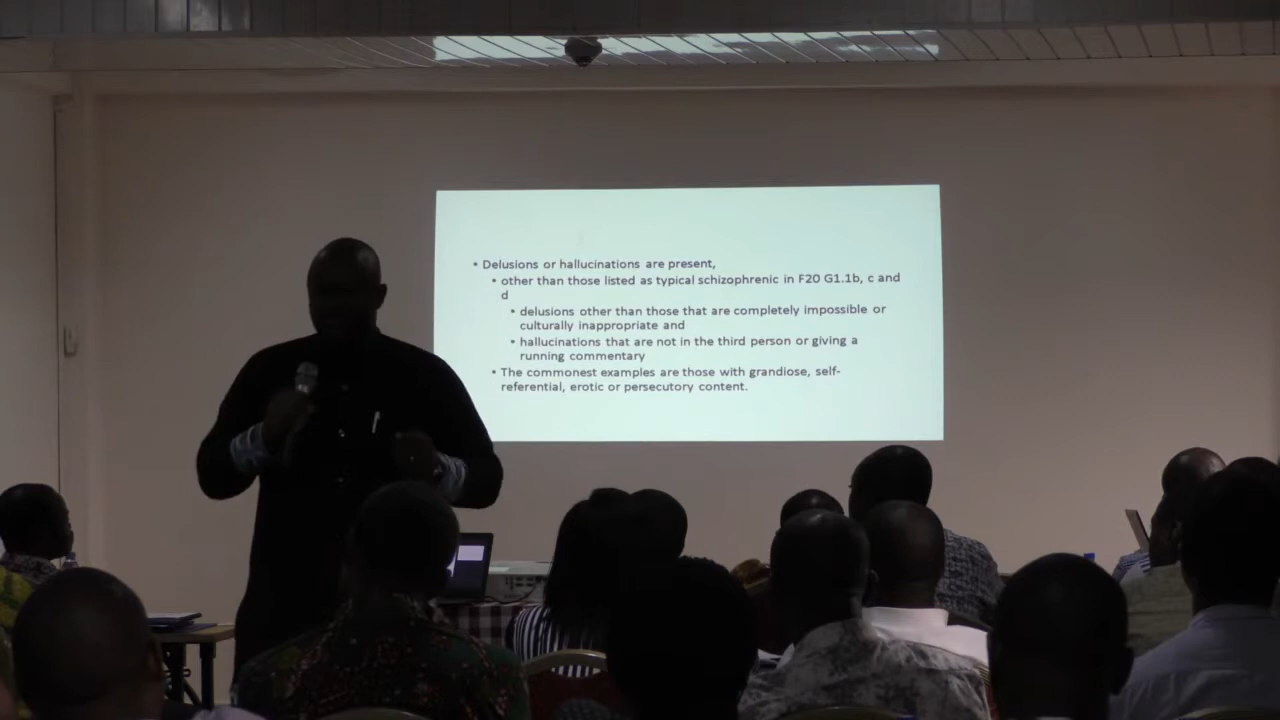 • Delusions or hallucinations are present,
• other than those listed as typical schizophrenic in F20 G1.1b, c and
d
• delusions other than those that are completely impossible or
culturally inappropriate and
• hallucinations that are not in the third person or giving a
running commentary
• The commonest examples are those with grandiose, self-
referential, erotic or persecutory content.